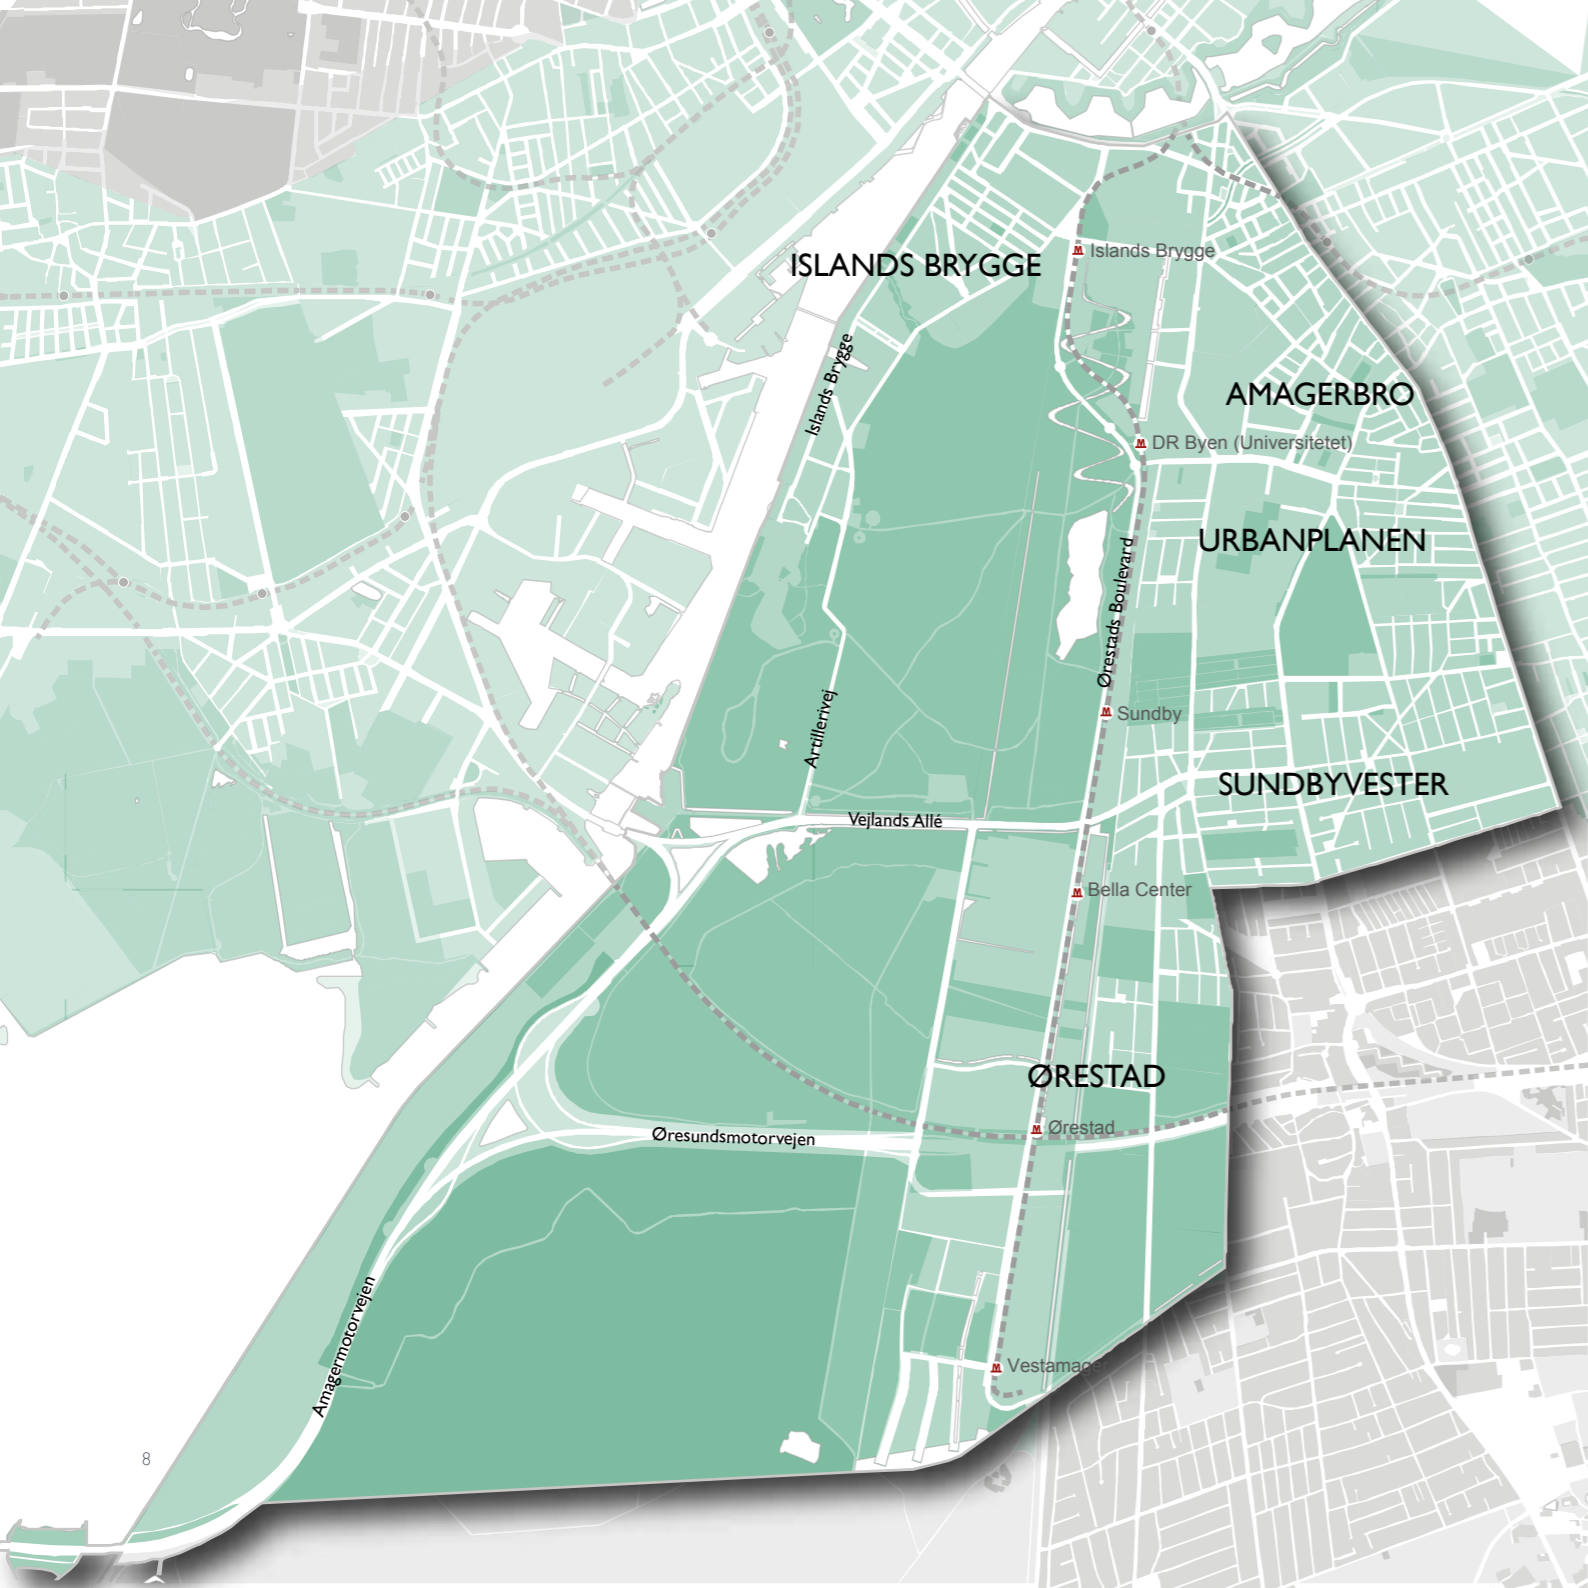 Islands Brygge
ISLANDS BRYGGE
Islands Brygge
AMAGERBRO
DR Byen (Universitetet)
URBANPLANEN
Ørestads Boulevard
Artillerivej
Sundby
SUNDBYVESTER
Vejlands Allé
Bella Center
ØRESTAD
Ørestad
Øresundsmotorvejen
Amagermotorvejen
Vestamager
8